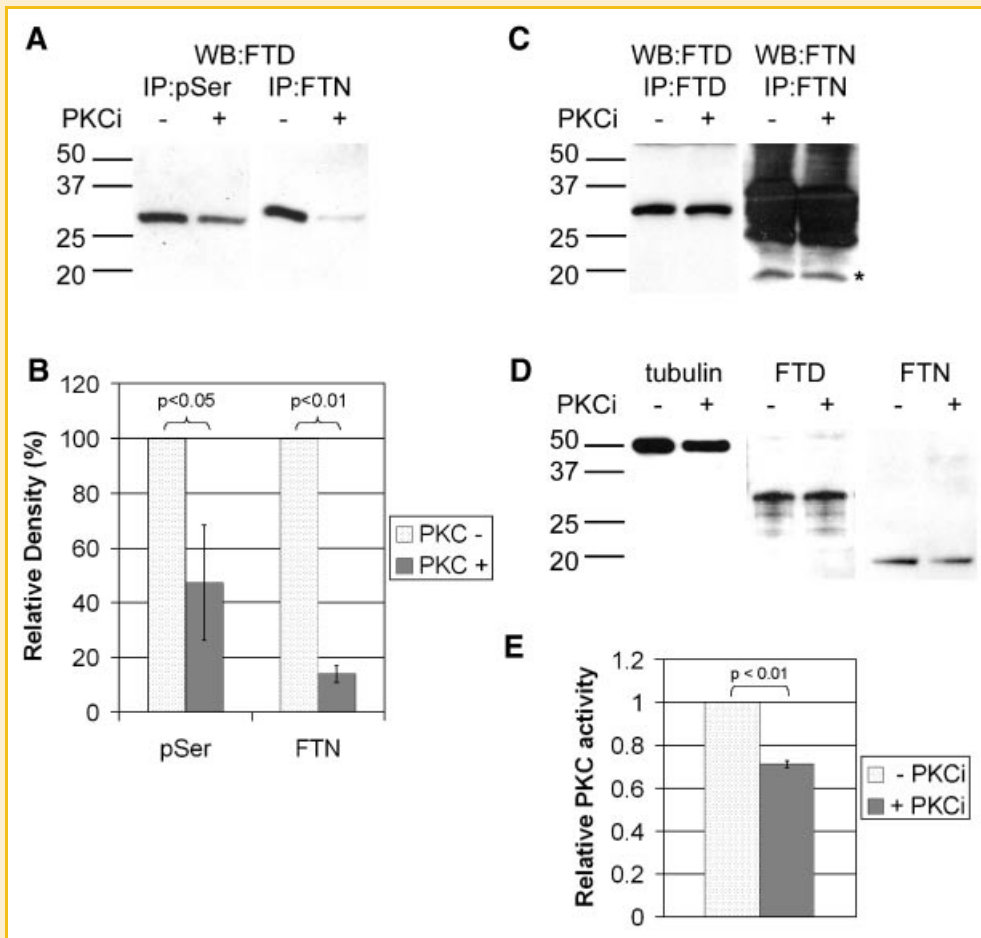 A
WB:FTD
IP:pSer IP:FTN
PKCi - + - +
50
37
25
20
B
120
100
80
60
40
20
0
Relative Density (%)
p<0.05
p<0.01
pSer FTN
PKC -
PKC +
C
WB:FTD WB:FTN
IP:FTD IP:FTN
PKCi - + - +
50
37
25
20
*
D
tubulin FTD FTN
PKCi - + - + - +
50
37
25
20
E
1.2
1
0.8
0.6
0.4
0.2
0
Relative PKC activity
p < 0.01
- PKCi
+ PKCi